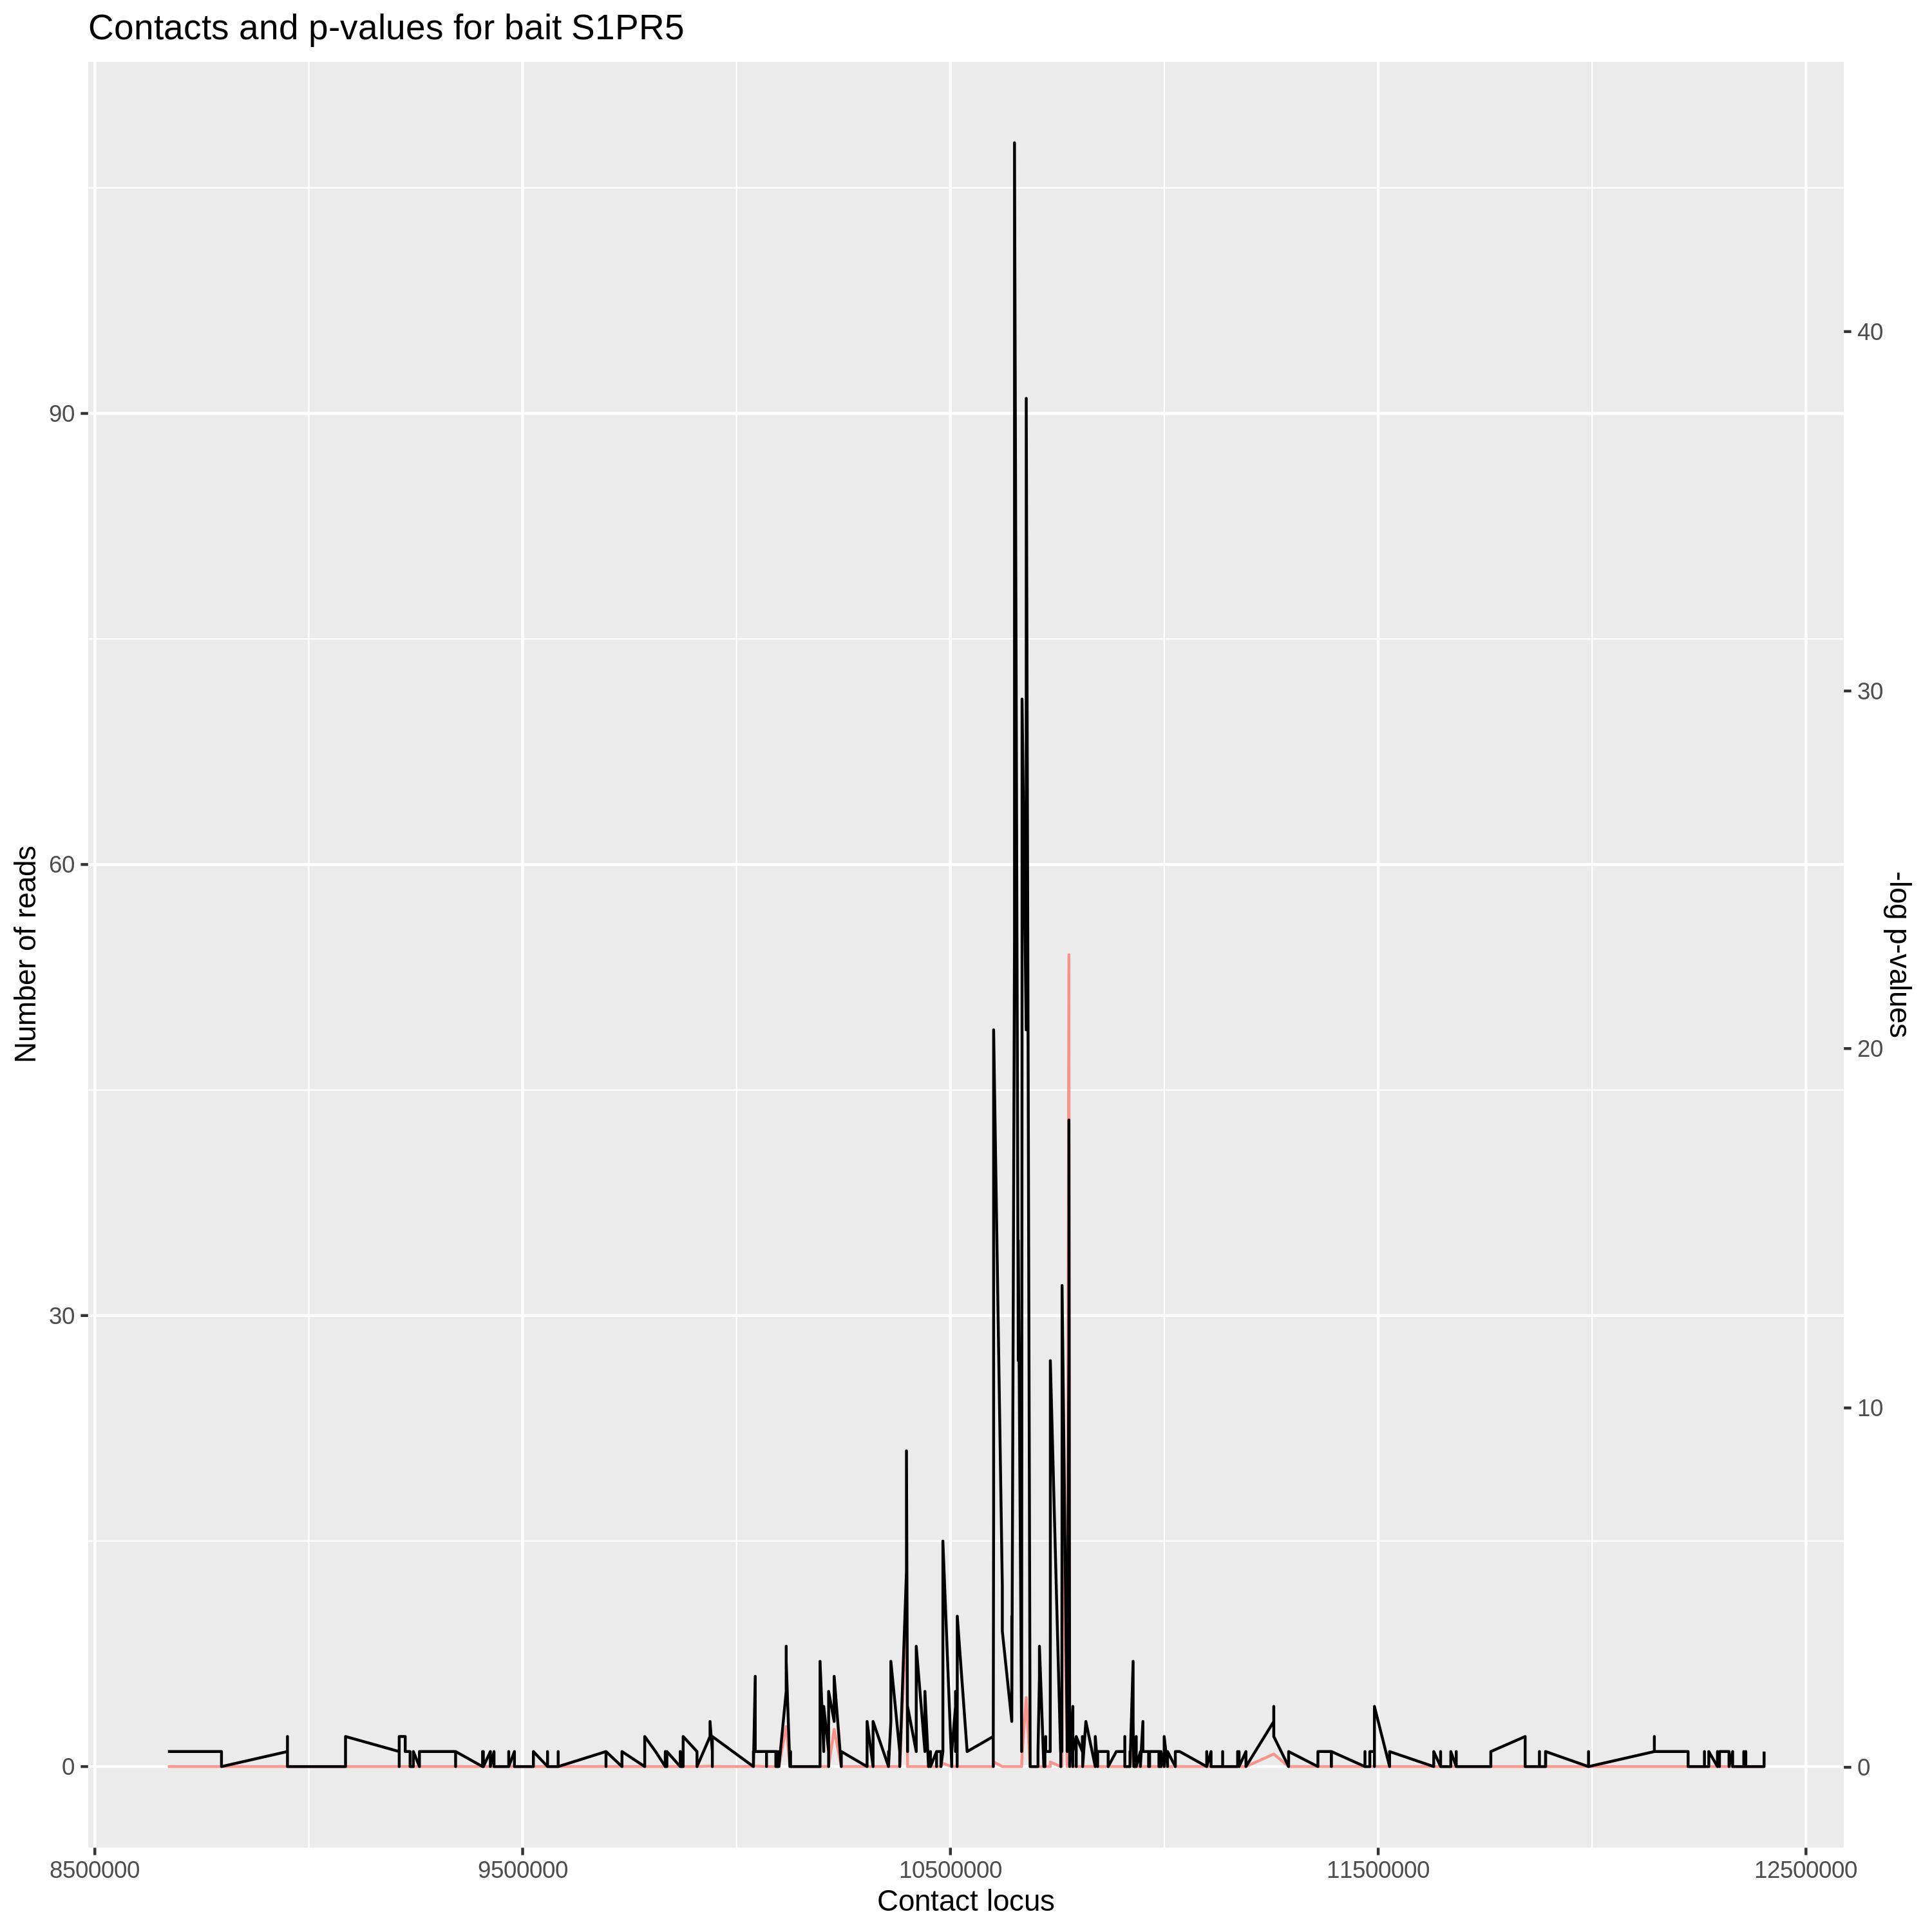 Contacts and p-values for bait S1PR5
Number of reads
90
60
30
0
40
30
20
10
0
-log p-values
8500000 9500000 10500000 11500000 12500000
Contact locus